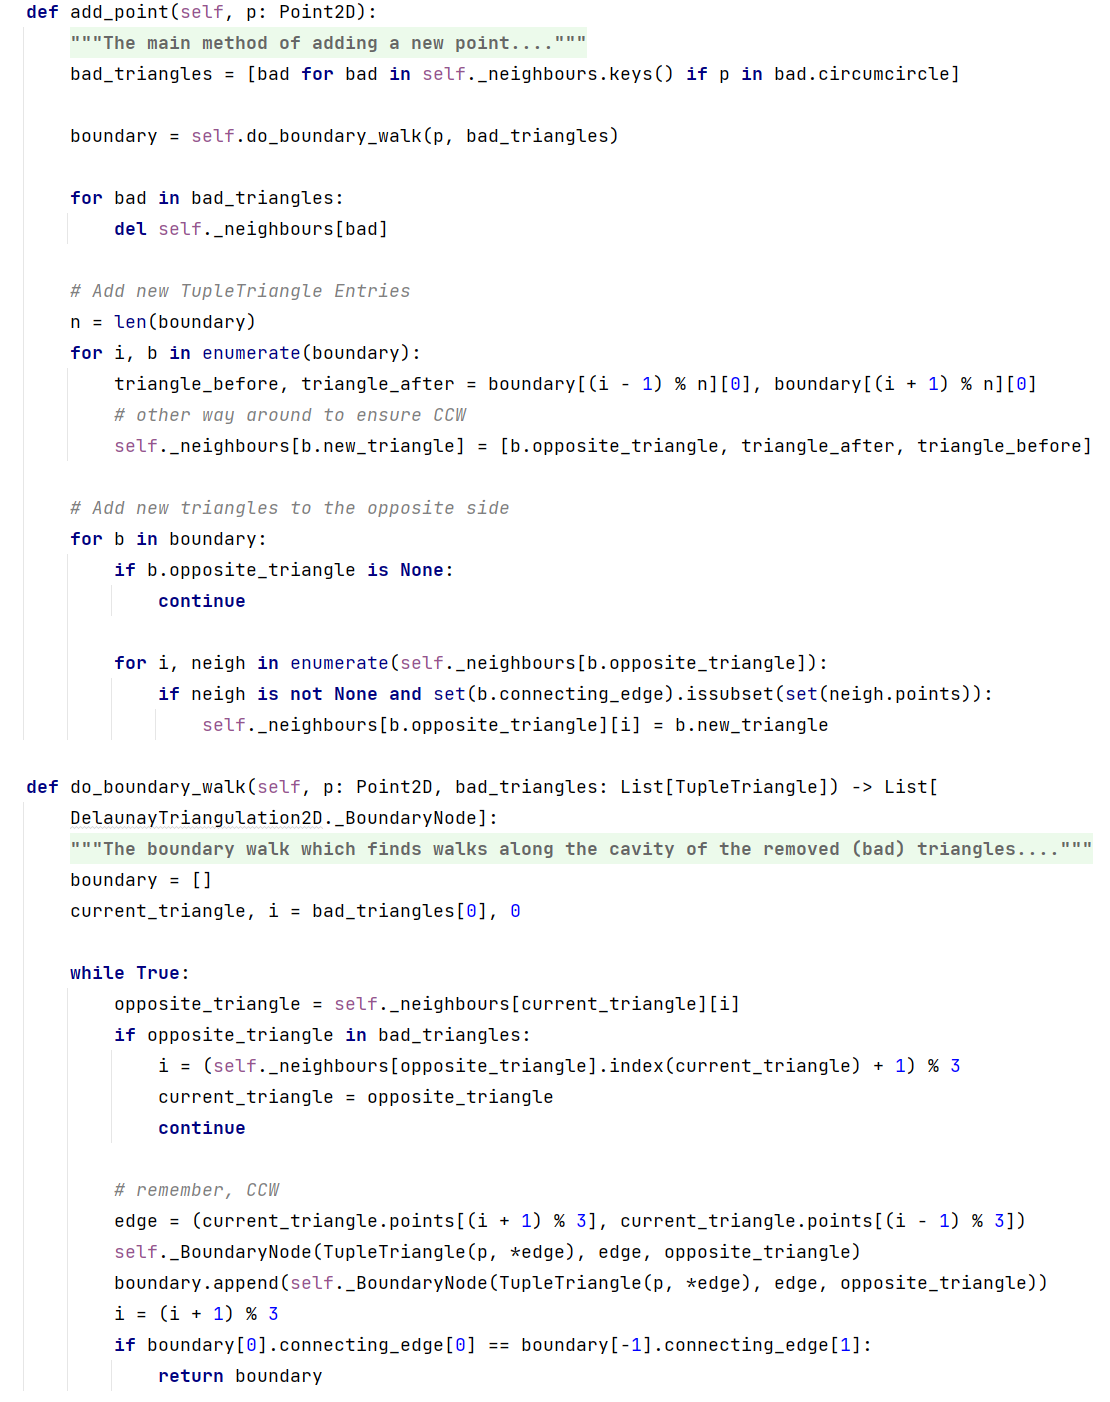 def add_point(self, p: Point2D):
    """The main method of adding a new point...."""
    bad_triangles = [bad for bad in self._neighbours.keys() if p in bad.circumcircle]

    boundary = self.do_boundary_walk(p, bad_triangles)

    for bad in bad_triangles:
        del self._neighbours[bad]

    # Add new TupleTriangle Entries
    n = len(boundary)
    for i, b in enumerate(boundary):
        triangle_before, triangle_after = boundary[(i - 1) % n][0], boundary[(i + 1) % n][0]
        # other way around to ensure CCW
        self._neighbours[b.new_triangle] = [b.opposite_triangle, triangle_after, triangle_before]

    # Add new triangles to the opposite side
    for b in boundary:
        if b.opposite_triangle is None:
            continue

        for i, neigh in enumerate(self._neighbours[b.opposite_triangle]):
            if neigh is not None and set(b.connecting_edge).issubset(set(neigh.points)):
                self._neighbours[b.opposite_triangle][i] = b.new_triangle

def do_boundary_walk(self, p: Point2D, bad_triangles: List[TupleTriangle]) -> List[
    DelaunayTriangulation2D._BoundaryNode]:
    """The boundary walk which finds walks along the cavity of the removed (bad) triangles...."""
    boundary = []
    current_triangle, i = bad_triangles[0], 0

    while True:
        opposite_triangle = self._neighbours[current_triangle][i]
        if opposite_triangle in bad_triangles:
            i = (self._neighbours[opposite_triangle].index(current_triangle) + 1) % 3
            current_triangle = opposite_triangle
            continue

        # remember, CCW
        edge = (current_triangle.points[(i + 1) % 3], current_triangle.points[(i - 1) % 3])
        self._BoundaryNode(TupleTriangle(p, *edge), edge, opposite_triangle)
        boundary.append(self._BoundaryNode(TupleTriangle(p, *edge), edge, opposite_triangle))
        i = (i + 1) % 3
        if boundary[0].connecting_edge[0] == boundary[-1].connecting_edge[1]:
            return boundary